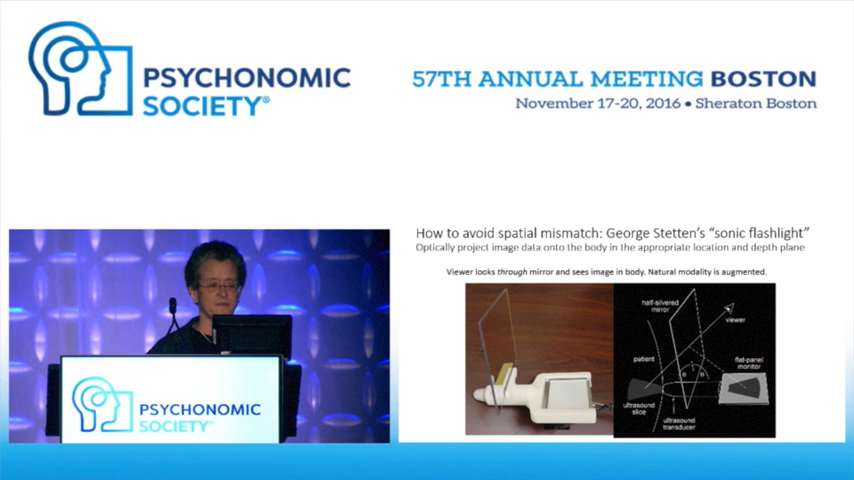 PSYCHONOMIC
SOCIETY®
57TH ANNUAL MEETING BOSTON
November 17-20, 2016 • Sheraton Boston
How to avoid spatial mismatch: George Stetten's "sonic flashlight"
Optically project image data onto the body in the appropriate location and depth plane
Viewer looks through mirror and sees image in body. Natural modality is augmented.
half-silvered
mirror
viewer
patient
flat-panel
monitor
θ θ
ultrasound
slice
ultrasound
transducer
PSYCHONOMIC
SOCIETY®